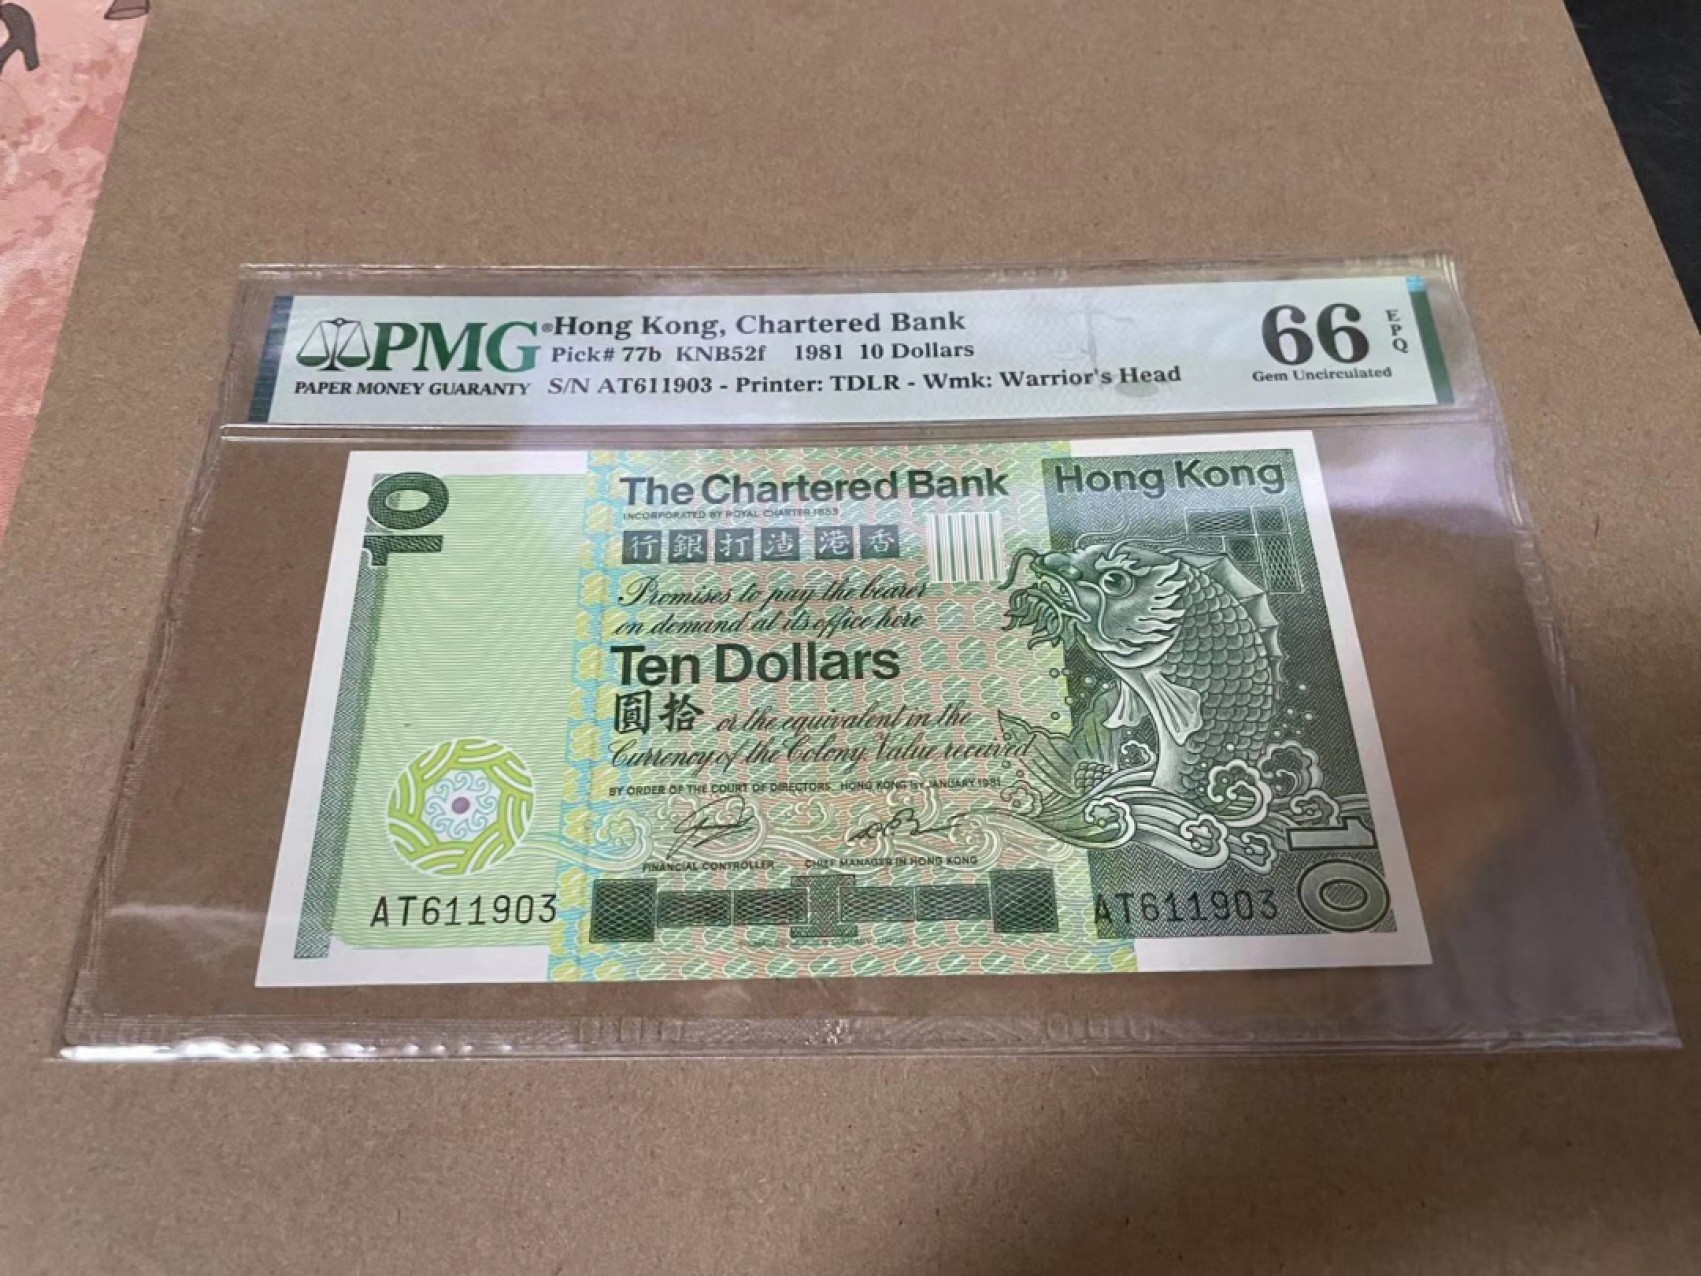 PMG®
PAPER MONEY GUARANTY
Hong Kong, Chartered Bank
Pick# 77b KNB52f 1981 10 Dollars
S/N AT611903 - Printer: TDLR - Wmk: Warrior's Head
66 EPQ
Gem Uncirculated
10
The Chartered Bank
Hong Kong
INCORPORATED BY ROYAL CHARTER 1853
行銀打渣港香
Promises to pay the bearer
on demand at its office here
Ten Dollars
圓拾 or the equivalent in the
Currency of the Colony. Value received
BY ORDER OF THE COURT OF DIRECTORS HONG KONG 1ST JANUARY 1981
FINANCIAL CONTROLLER
CHIEF MANAGER IN HONG KONG
AT611903
AT611903
10